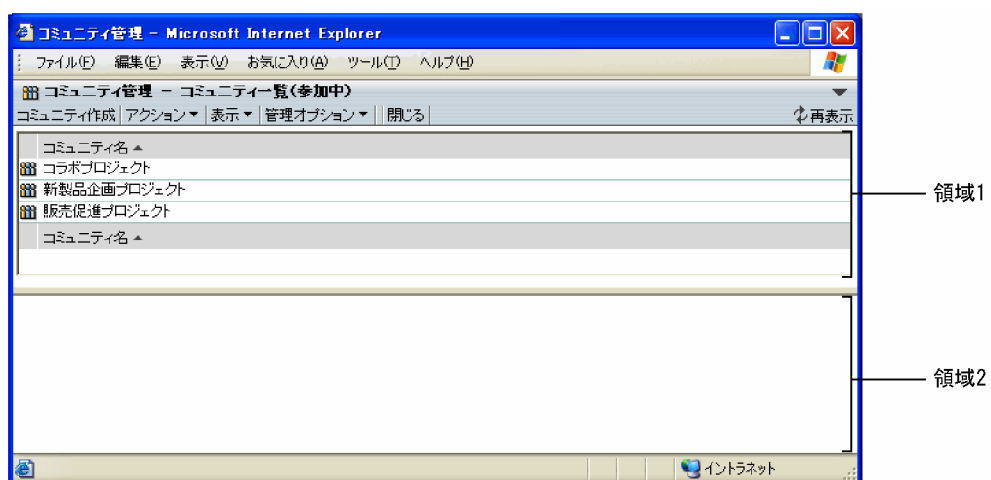 コミュニティ管理 - Microsoft Internet Explorer
ファイル(F) 編集(E) 表示(V) お気に入り(A) ツール(T) ヘルプ(H)
コミュニティ管理 - コミュニティ一覧(参加中)
コミュニティ作成 アクション▼ 表示▼ 管理オプション▼ 閉じる 再表示
コミュニティ名▲
コラボプロジェクト
新製品企画プロジェクト
販売促進プロジェクト
コミュニティ名▲
領域1
領域2
イントラネット